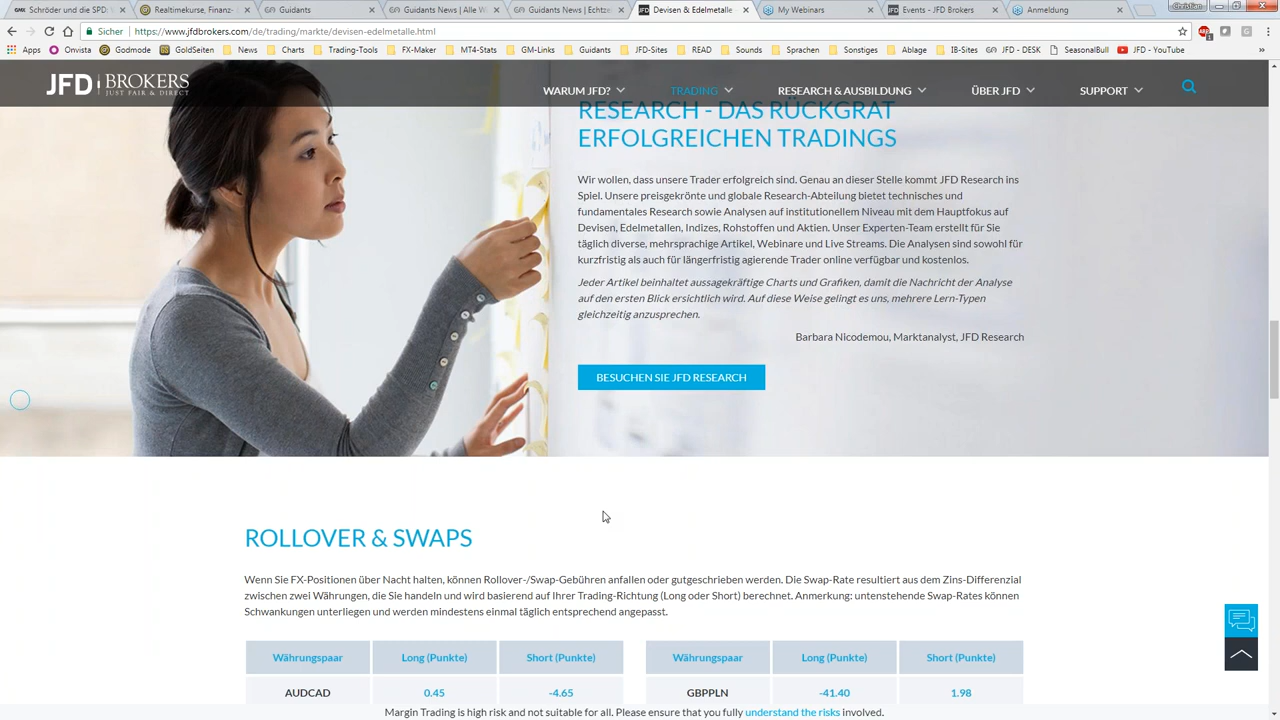 Schröder und die SPD:
Realtimekurse, Finanz-
Guidants
Guidants News | Alle W
Guidants News | Echtze
Devisen & Edelmetalle
My Webinars
Events - JFD Brokers
Anmeldung
Christian
Sicher
https://www.jfdbrokers.com/de/trading/markte/devisen-edelmetalle.html
Apps
Onvista
Godmode
GoldSeiten
News
Charts
Trading-Tools
FX-Maker
MT4-Stats
GM-Links
Guidants
JFD-Sites
READ
Sounds
Sprachen
Sonstiges
Ablage
IB-Sites
JFD - DESK
SeasonalBull
JFD - YouTube
JFD BROKERS
JUST FAIR & DIRECT
WARUM JFD?
TRADING
RESEARCH & AUSBILDUNG
ÜBER JFD
SUPPORT
RESEARCH - DAS RÜCKGRAT
ERFOLGREICHEN TRADINGS
Wir wollen, dass unsere Trader erfolgreich sind. Genau an dieser Stelle kommt JFD Research ins
Spiel. Unsere preisgekrönte und globale Research-Abteilung bietet technisches und
fundamentales Research sowie Analysen auf institutionellem Niveau mit dem Hauptfokus auf
Devisen, Edelmetallen, Indizes, Rohstoffen und Aktien. Unser Experten-Team erstellt für Sie
täglich diverse, mehrsprachige Artikel, Webinare und Live Streams. Die Analysen sind sowohl für
kurzfristig als auch für längerfristig agierende Trader online verfügbar und kostenlos.
Jeder Artikel beinhaltet aussagekräftige Charts und Grafiken, damit die Nachricht der Analyse
auf den ersten Blick ersichtlich wird. Auf diese Weise gelingt es uns, mehrere Lern-Typen
gleichzeitig anzusprechen.
Barbara Nicodemou, Marktanalyst, JFD Research
BESUCHEN SIE JFD RESEARCH
ROLLOVER & SWAPS
Wenn Sie FX-Positionen über Nacht halten, können Rollover-/Swap-Gebühren anfallen oder gutgeschrieben werden. Die Swap-Rate resultiert aus dem Zins-Differenzial
zwischen zwei Währungen, die Sie handeln und wird basierend auf Ihrer Trading-Richtung (Long oder Short) berechnet. Anmerkung: untenstehende Swap-Rates können
Schwankungen unterliegen und werden mindestens einmal täglich entsprechend angepasst.
Währungspaar Long (Punkte) Short (Punkte) Währungspaar Long (Punkte) Short (Punkte)
AUDCAD 0.45 -4.65 GBPPLN -41.40 1.98
Margin Trading is high risk and not suitable for all. Please ensure that you fully understand the risks involved.